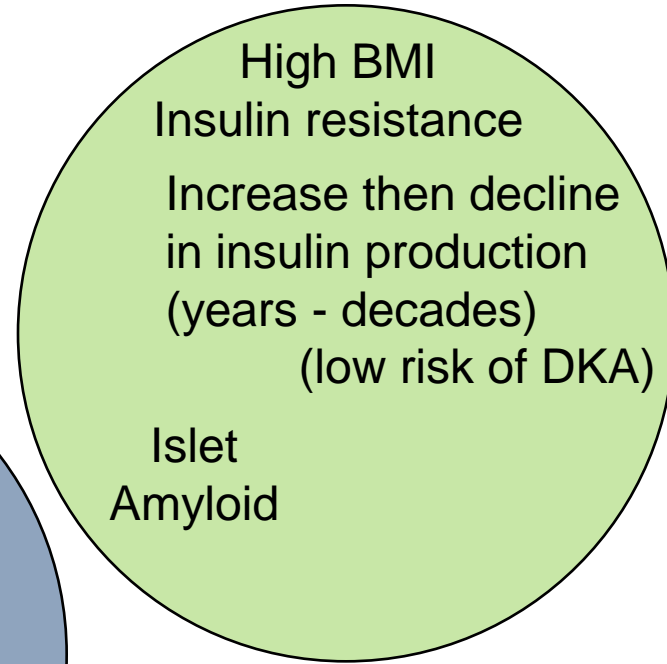 High BMI
Insulin resistance
Increase then decline
in insulin production
(years - decades)
(low risk of DKA)
Islet
Amyloid